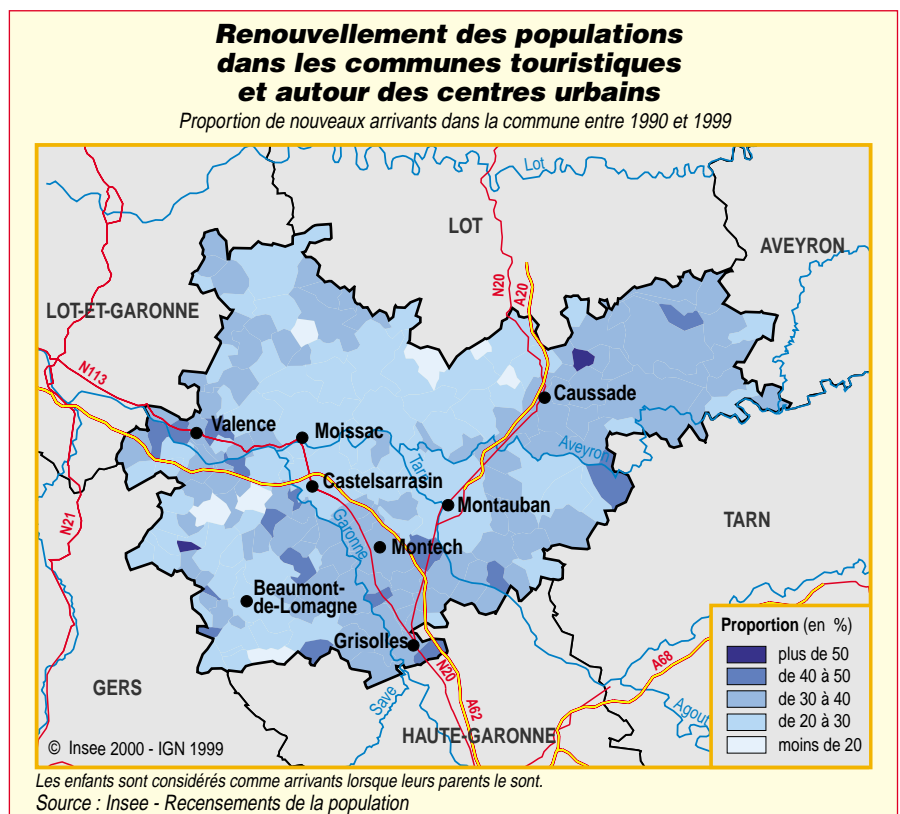 Renouvellement des populations
dans les communes touristiques
et autour des centres urbains
Proportion de nouveaux arrivants dans la commune entre 1990 et 1999
Lot
LOT
AVEYRON
N20
A20
LOT-ET-GARONNE
N113
Caussade
Valence
Moissac
Aveyron
Tarn
Castelsarrasin
Montauban
N21
Garonne
TARN
Montech
Beaumont-
de-Lomagne
Grisolles
N20
A68
GERS
Save
A62
Agout
HAUTE-GARONNE
Proportion (en %)
plus de 50
de 40 à 50
de 30 à 40
de 20 à 30
moins de 20
© Insee 2000 - IGN 1999
Les enfants sont considérés comme arrivants lorsque leurs parents le sont.
Source : Insee - Recensements de la population